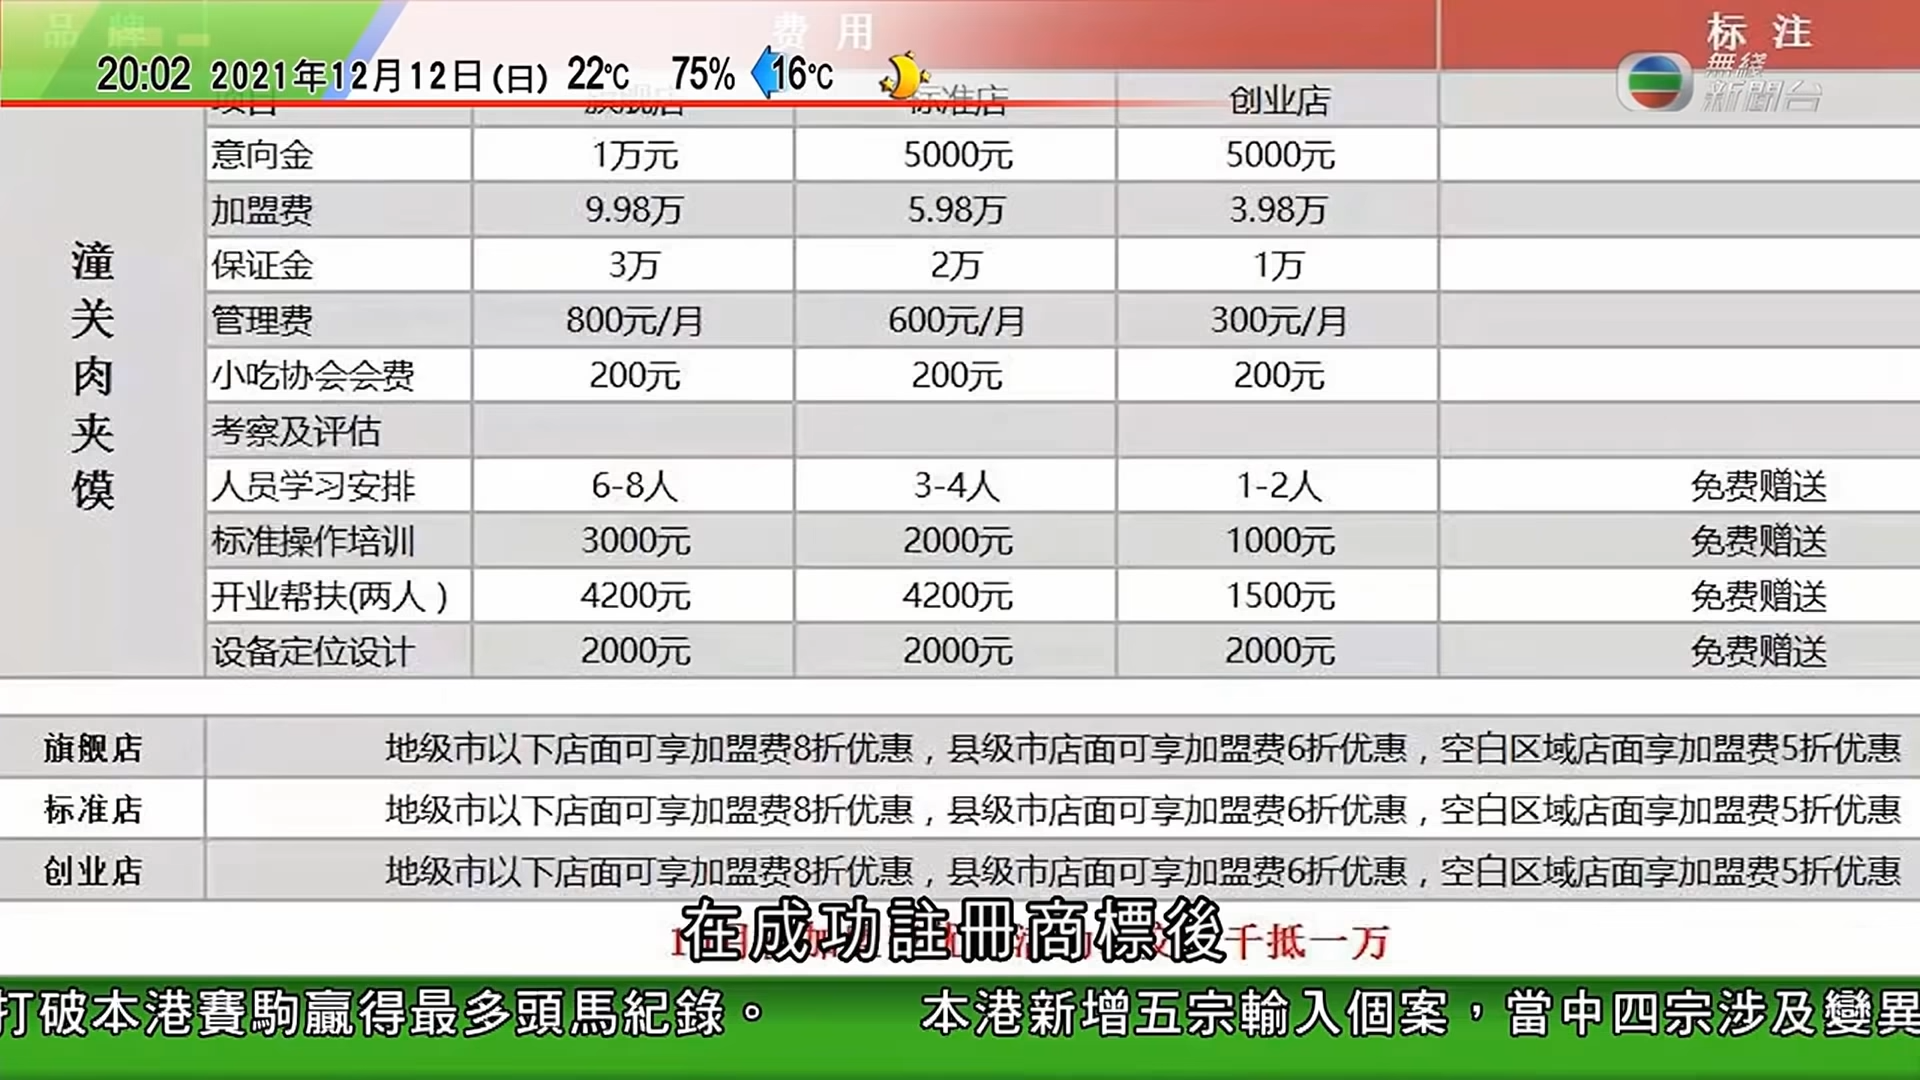 品牌 费用 标注
20:02 2021年12月12日(日) 22℃ 75% 16℃
無綫新聞台
项目 旗舰店 标准店 创业店
潼关肉夹馍
意向金 1万元 5000元 5000元
加盟费 9.98万 5.98万 3.98万
保证金 3万 2万 1万
管理费 800元/月 600元/月 300元/月
小吃协会会费 200元 200元 200元
考察及评估
人员学习安排 6-8人 3-4人 1-2人 免费赠送
标准操作培训 3000元 2000元 1000元 免费赠送
开业帮扶(两人） 4200元 4200元 1500元 免费赠送
设备定位设计 2000元 2000元 2000元 免费赠送
旗舰店 地级市以下店面可享加盟费8折优惠，县级市店面可享加盟费6折优惠，空白区域店面享加盟费5折优惠
标准店 地级市以下店面可享加盟费8折优惠，县级市店面可享加盟费6折优惠，空白区域店面享加盟费5折优惠
创业店 地级市以下店面可享加盟费8折优惠，县级市店面可享加盟费6折优惠，空白区域店面享加盟费5折优惠
千抵一万
在成功註冊商標後
打破本港賽駒贏得最多頭馬紀錄。 本港新增五宗輸入個案，當中四宗涉及變異